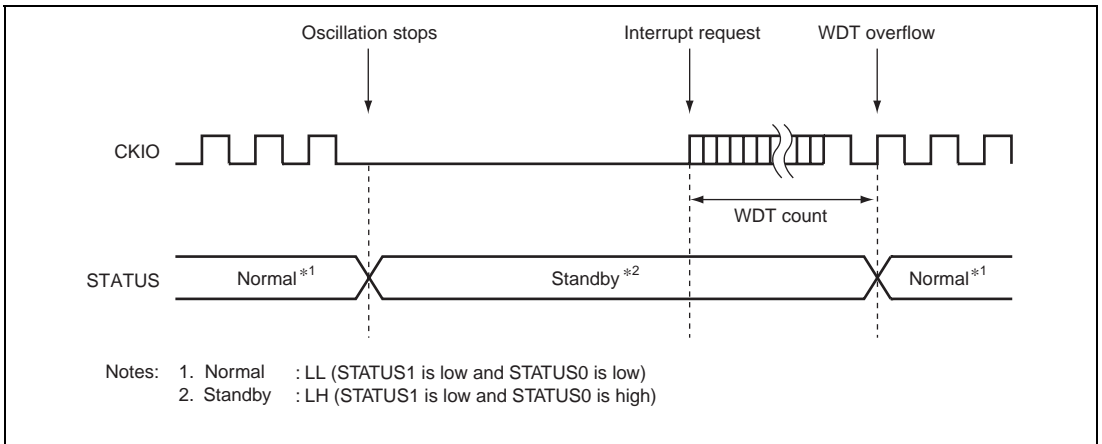 Oscillation stops Interrupt request WDT overflow
CKIO
WDT count
STATUS Normal *1 Standby *2 Normal *1
Notes: 1. Normal : LL (STATUS1 is low and STATUS0 is low)
2. Standby : LH (STATUS1 is low and STATUS0 is high)